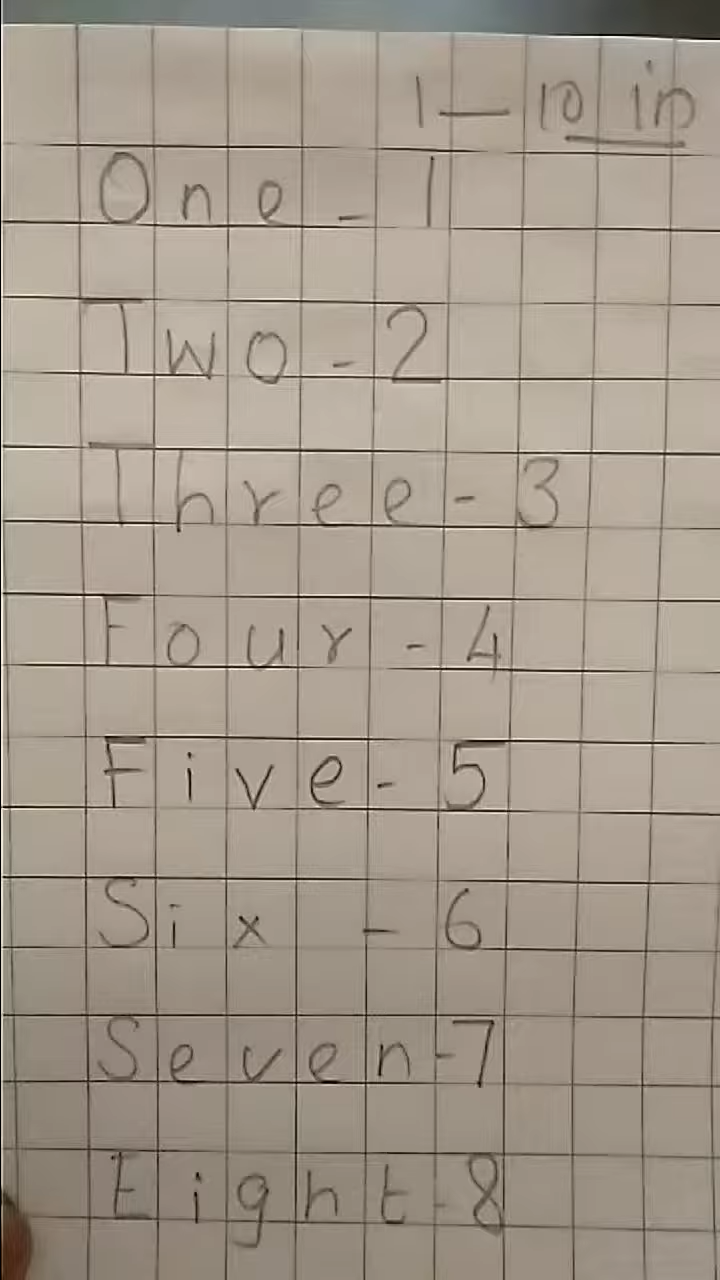 1 — 10 in
One - 1
Two - 2
Three - 3
Four - 4
Five - 5
Six - 6
Seven - 7
Eight - 8